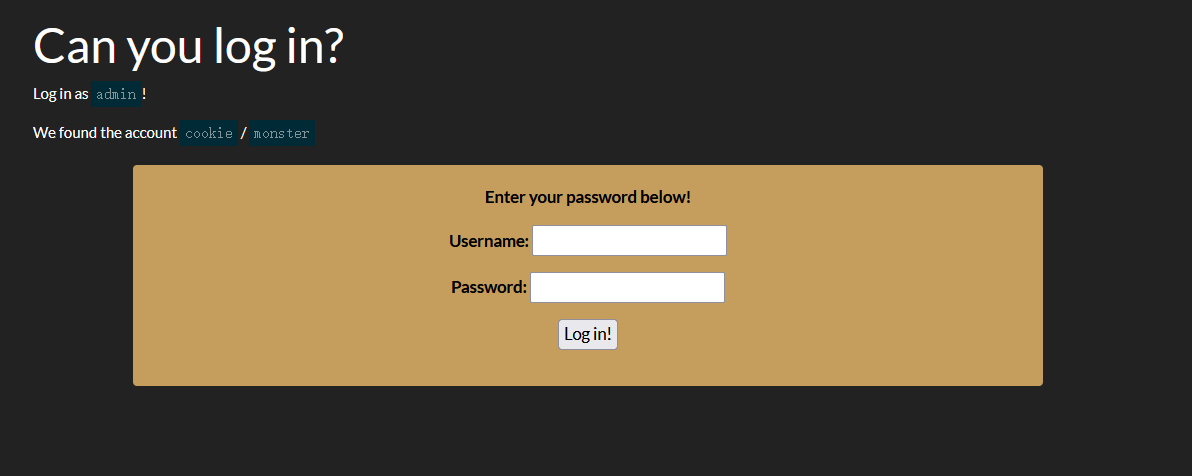 Can you log in?
Log in as admin!
We found the account cookie / monster
Enter your password below!
Username:
Password:
Log in!